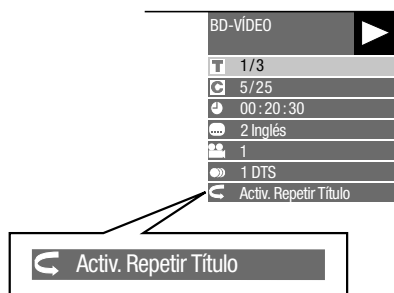 BD-VÍDEO
T 1/3
C 5/25
00:20:30
2 Inglés
1
1 DTS
Activ. Repetir Título
Activ. Repetir Título